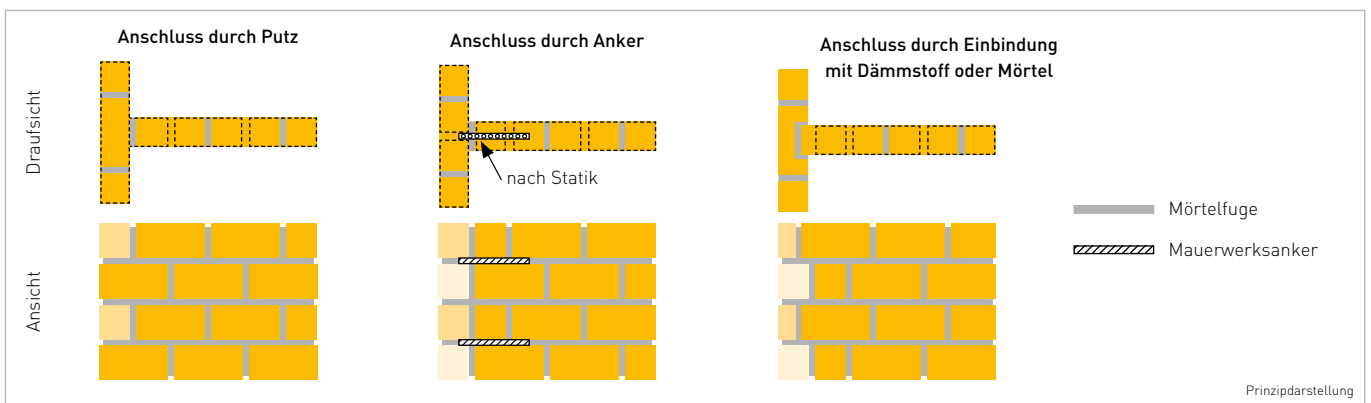 Anschluss durch Putz
Anschluss durch Anker
Anschluss durch Einbindung
mit Dämmstoff oder Mörtel
Draufsicht
nach Statik
Mörtelfuge
Mauerwerksanker
Ansicht
Prinzipdarstellung